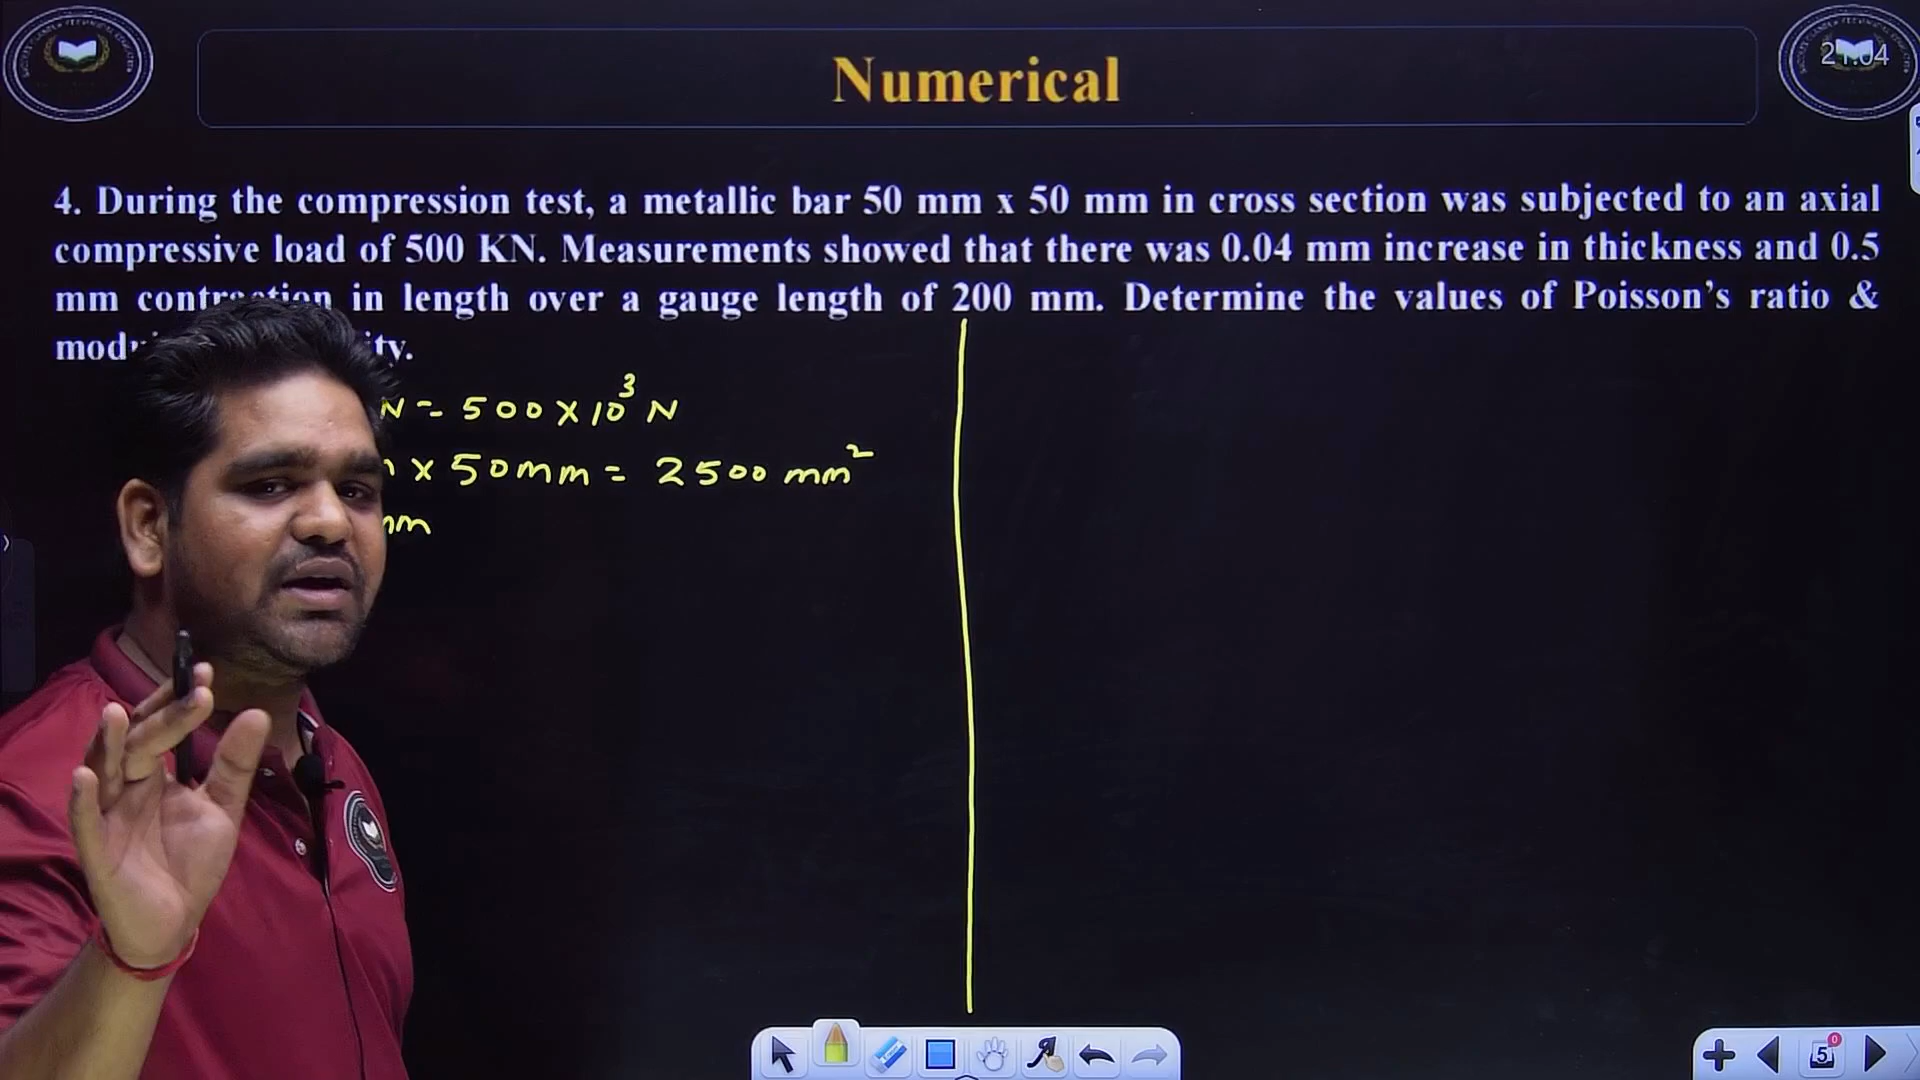 Numerical
21:04
4. During the compression test, a metallic bar 50 mm x 50 mm in cross section was subjected to an axial
compressive load of 500 KN. Measurements showed that there was 0.04 mm increase in thickness and 0.5
mm contraction in length over a gauge length of 200 mm. Determine the values of Poisson's ratio &
N = 500 x 10³ N
x 50mm = 2500 mm²
mm
5
0